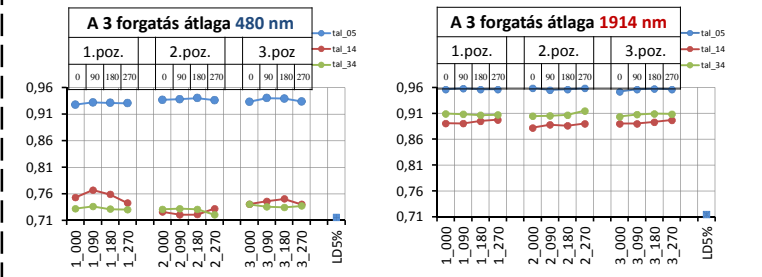 A 3 forgatás átlaga 480 nm
1.poz. 2.poz. 3.poz
0 90 180 270 0 90 180 270 0 90 180 270
tal_05
tal_14
tal_34
0,96
0,91
0,86
0,81
0,76
0,71
1_000 1_090 1_180 1_270 2_000 2_090 2_180 2_270 3_000 3_090 3_180 3_270 LD5%
A 3 forgatás átlaga 1914 nm
1.poz. 2.poz. 3.poz
0 90 180 270 0 90 180 270 0 90 180 270
tal_05
tal_14
tal_34
0,96
0,91
0,86
0,81
0,76
0,71
1_000 1_090 1_180 1_270 2_000 2_090 2_180 2_270 3_000 3_090 3_180 3_270 LD5%